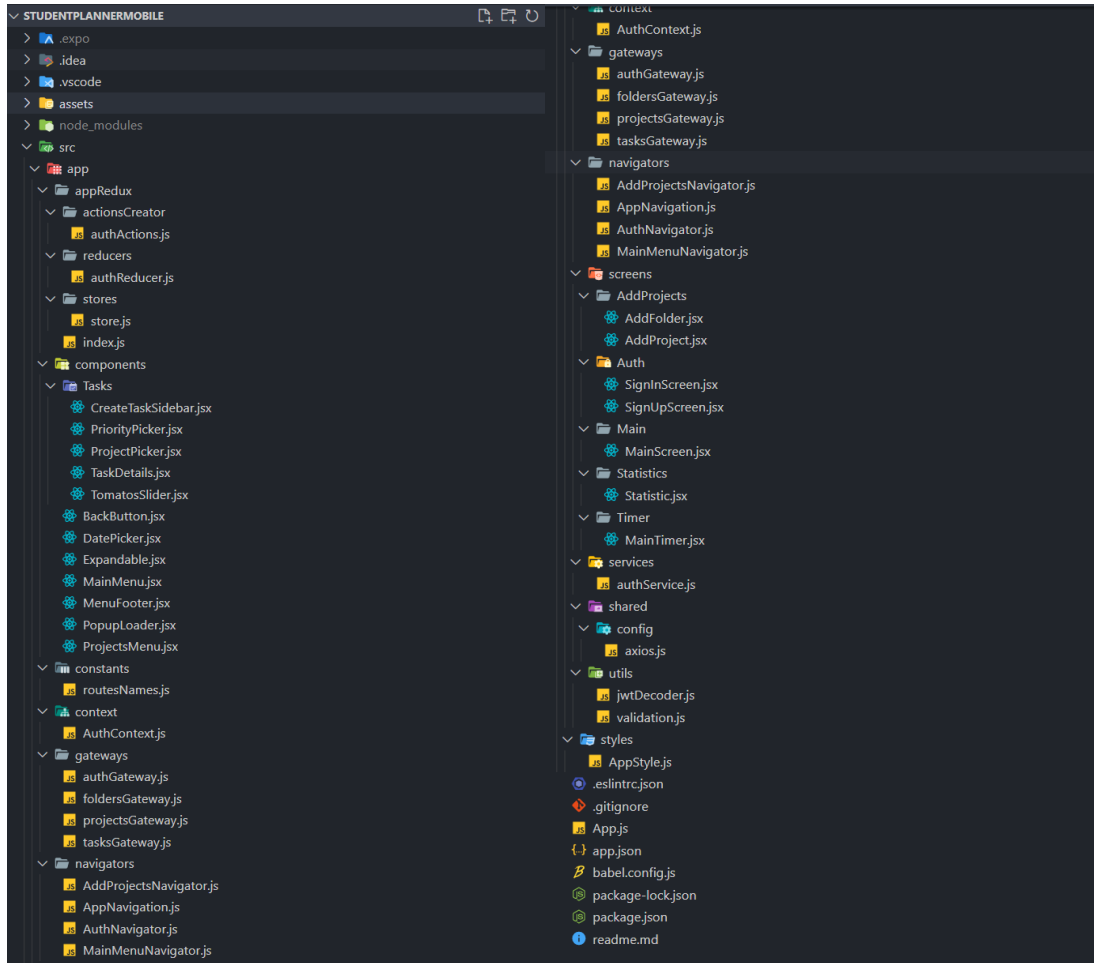 STUDENTPLANNERMOBILE
.expo
.idea
.vscode
assets
node_modules
src
app
appRedux
actionsCreator
authActions.js
reducers
authReducer.js
stores
store.js
index.js
components
Tasks
CreateTaskSidebar.jsx
PriorityPicker.jsx
ProjectPicker.jsx
TaskDetails.jsx
TomatosSlider.jsx
BackButton.jsx
DatePicker.jsx
Expandable.jsx
MainMenu.jsx
MenuFooter.jsx
PopupLoader.jsx
ProjectsMenu.jsx
constants
routesNames.js
context
AuthContext.js
gateways
authGateway.js
foldersGateway.js
projectsGateway.js
tasksGateway.js
navigators
AddProjectsNavigator.js
AppNavigation.js
AuthNavigator.js
MainMenuNavigator.js
context
AuthContext.js
gateways
authGateway.js
foldersGateway.js
projectsGateway.js
tasksGateway.js
navigators
AddProjectsNavigator.js
AppNavigation.js
AuthNavigator.js
MainMenuNavigator.js
screens
AddProjects
AddFolder.jsx
AddProject.jsx
Auth
SignInScreen.jsx
SignUpScreen.jsx
Main
MainScreen.jsx
Statistics
Statistic.jsx
Timer
MainTimer.jsx
services
authService.js
shared
config
axios.js
utils
jwtDecoder.js
validation.js
styles
AppStyle.js
.eslintrc.json
.gitignore
App.js
app.json
babel.config.js
package-lock.json
package.json
readme.md